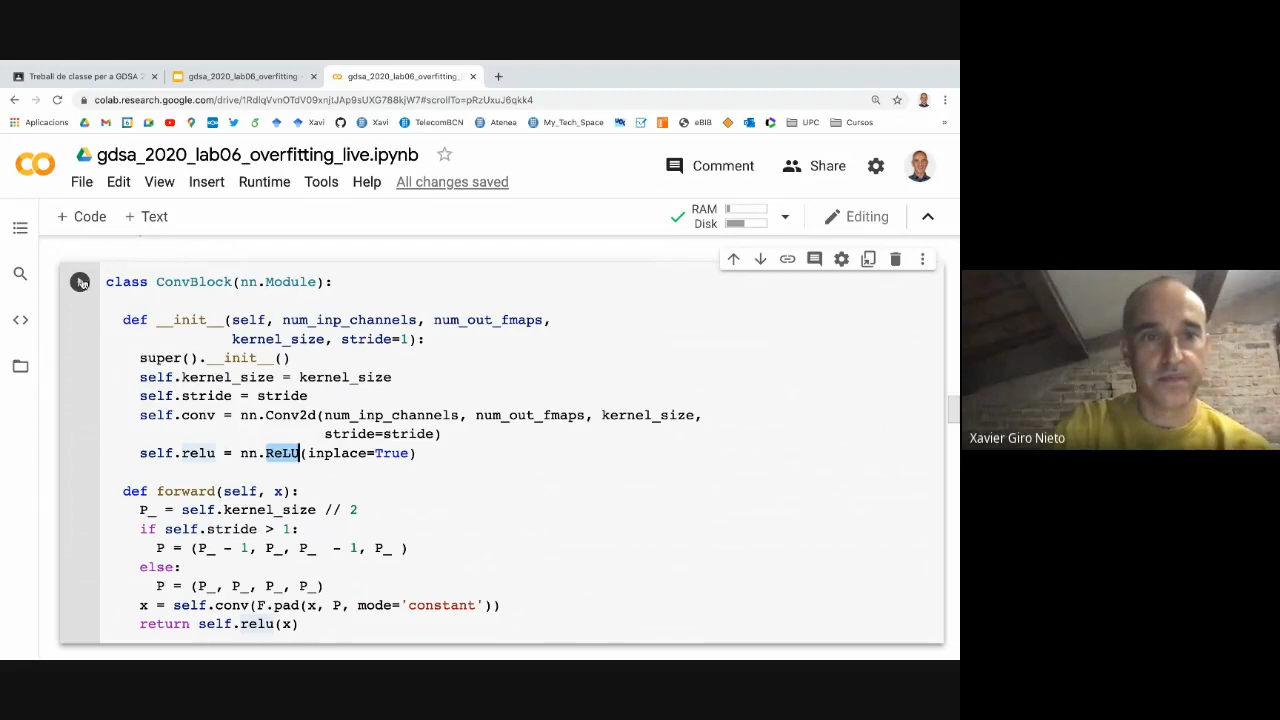 Treball de classe per a GDSA 2
gdsa_2020_lab06_overfitting
gdsa_2020_lab06_overfitting_
colab.research.google.com/drive/1RdlqVvnOTdV09xnjtJAp9sUXG788kjW7#scrollTo=pRzUxuJ6qkk4
Aplicacions
Xavi
Xavi
TelecomBCN
Atenea
My_Tech_Space
eBIB
UPC
Cursos
»
gdsa_2020_lab06_overfitting_live.ipynb
Comment
Share
File Edit View Insert Runtime Tools Help All changes saved
+ Code + Text
RAM
Disk
Editing
class ConvBlock(nn.Module):
def __init__(self, num_inp_channels, num_out_fmaps,
kernel_size, stride=1):
super().__init__()
self.kernel_size = kernel_size
self.stride = stride
self.conv = nn.Conv2d(num_inp_channels, num_out_fmaps, kernel_size,
stride=stride)
self.relu = nn.ReLU(inplace=True)
def forward(self, x):
P_ = self.kernel_size // 2
if self.stride > 1:
P = (P_ - 1, P_, P_ - 1, P_ )
else:
P = (P_, P_, P_, P_)
x = self.conv(F.pad(x, P, mode='constant'))
return self.relu(x)
Xavier Giro Nieto